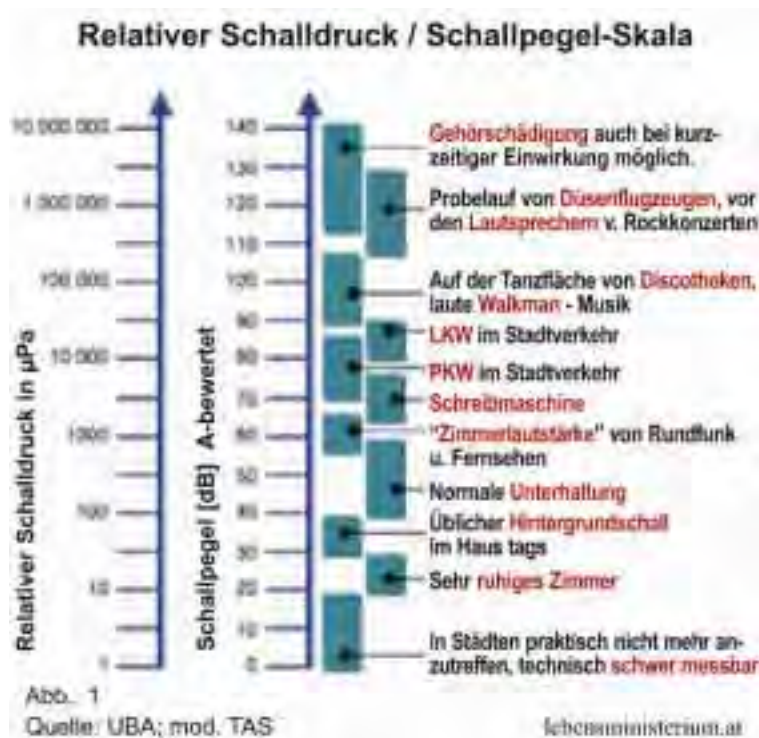 Relativer Schalldruck / Schallpegel-Skala
Relativer Schalldruck in µPa
10 000 000
1 000 000
100 000
10 000
1000
100
10
1
Schallpegel [dB] A-bewertet
140
130
120
110
100
90
80
70
60
50
40
30
20
10
0
Gehörschädigung auch bei kurz-
zeitiger Einwirkung möglich.
Probelauf von Düsenflugzeugen, vor
den Lautsprechern v. Rockkonzerten
Auf der Tanzfläche von Discotheken,
laute Walkman - Musik
LKW im Stadtverkehr
PKW im Stadtverkehr
Schreibmaschine
"Zimmerlautstärke" von Rundfunk
u. Fernsehen
Normale Unterhaltung
Üblicher Hintergrundschall
im Haus tags
Sehr ruhiges Zimmer
In Städten praktisch nicht mehr an-
zutreffen, technisch schwer messbar
Abb. 1
Quelle: UBA; mod. TAS
lebensministerium.at